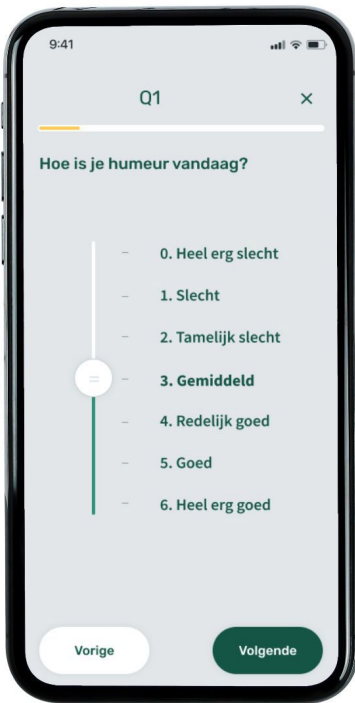 9:41
Q1
Hoe is je humeur vandaag?
0. Heel erg slecht
1. Slecht
2. Tamelijk slecht
3. Gemiddeld
4. Redelijk goed
5. Goed
6. Heel erg goed
Vorige
Volgende